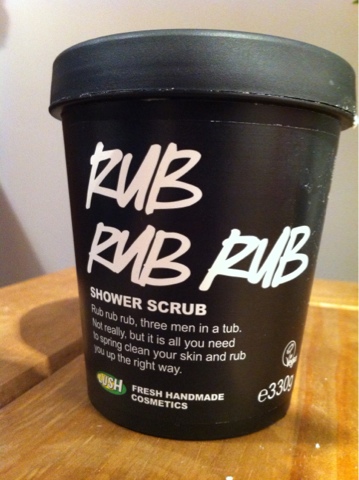 RUB
RUB RUB
SHOWER SCRUB
Rub rub rub, three men in a tub.
Not really, but it is all you need
to spring clean your skin and rub
you up the right way.
LUSH
FRESH HANDMADE
COSMETICS
Vegan
e330g